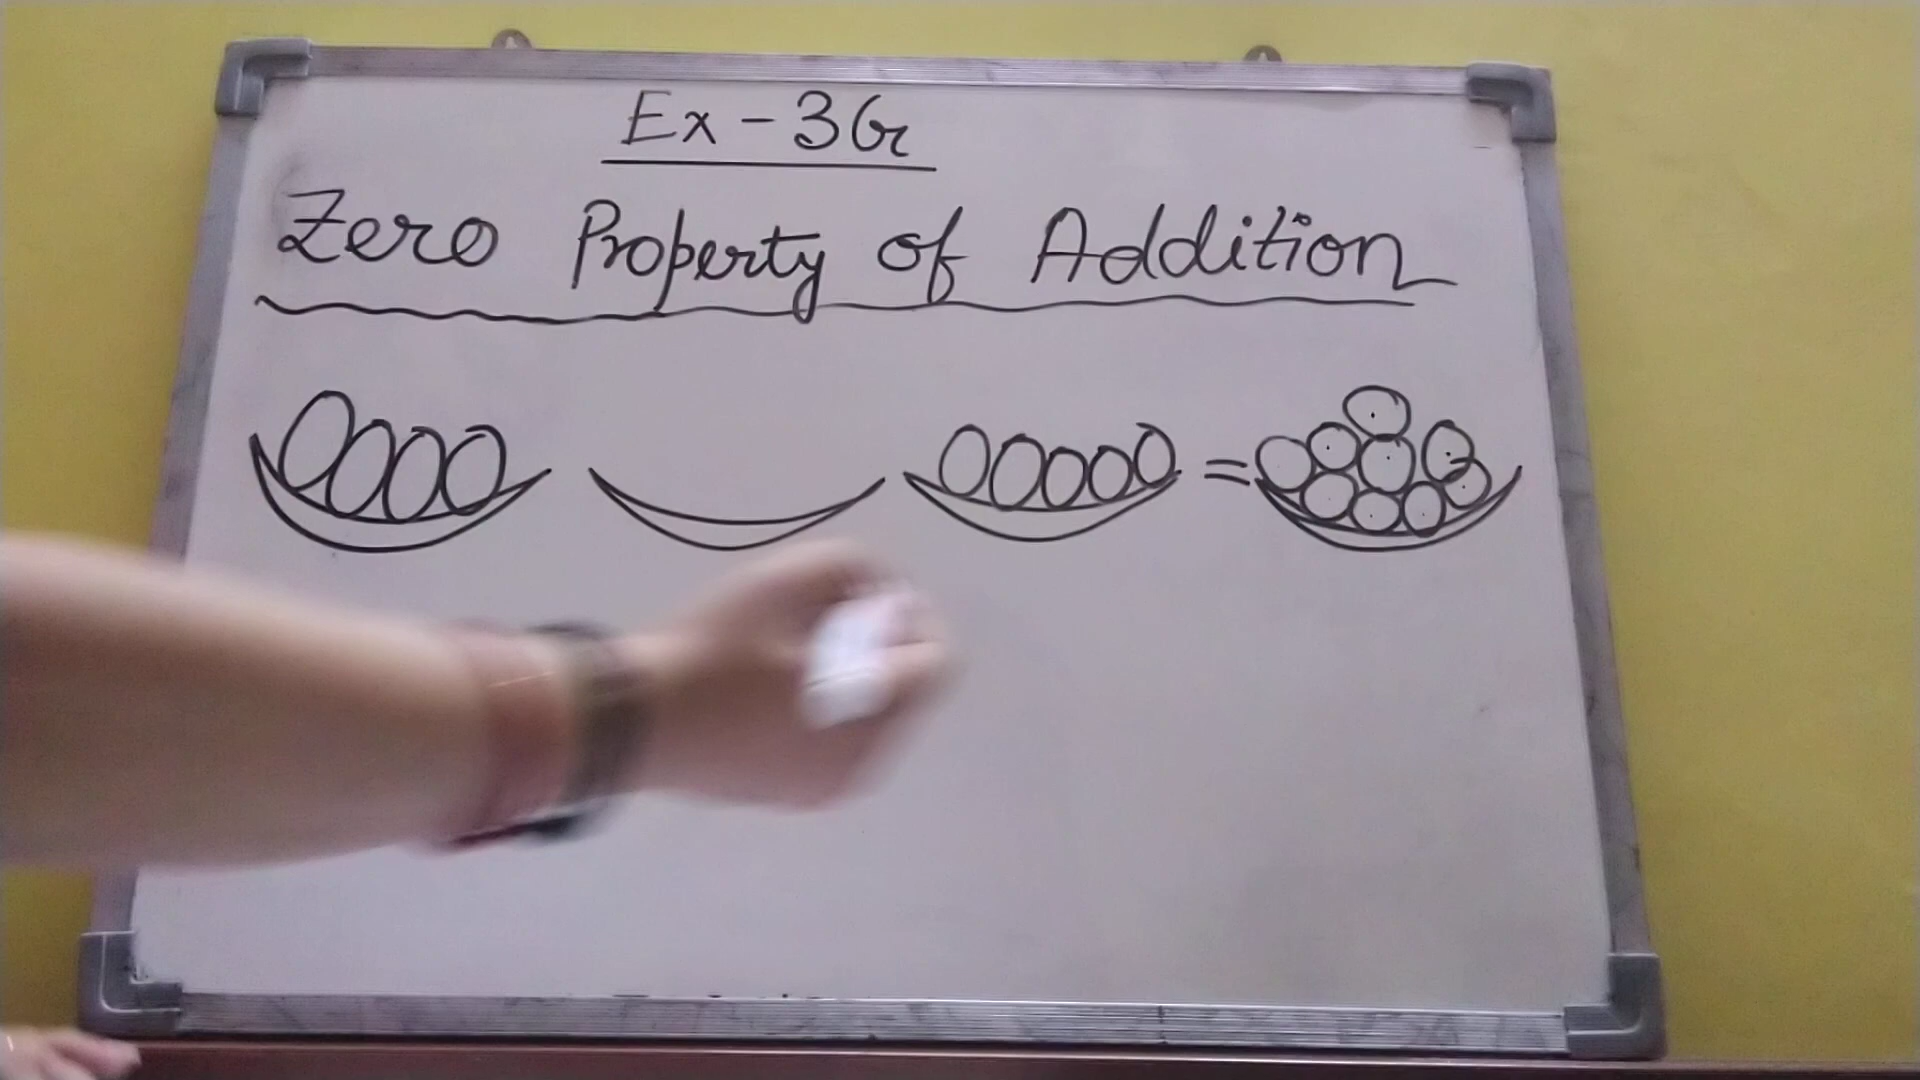 Ex - 3G
Zero Property of Addition
=